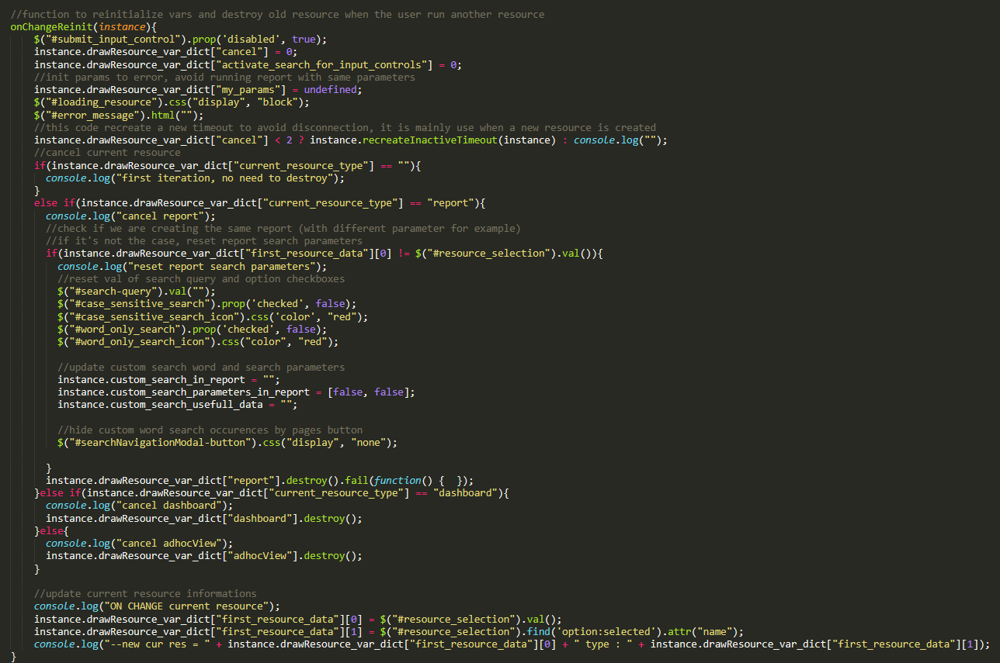 //function to reinitialize vars and destroy old resource when the user run another resource
onChangeReinit(instance){
$("#submit_input_control").prop('disabled', true);
instance.drawResource_var_dict["cancel"] = 0;
instance.drawResource_var_dict["activate_search_for_input_controls"] = 0;
//init params to error, avoid running report with same parameters
instance.drawResource_var_dict["my_params"] = undefined;
$("#loading_resource").css("display", "block");
$("#error_message").html("");
//this code recreate a new timeout to avoid disconnection, it is mainly use when a new resource is created
instance.drawResource_var_dict["cancel"] < 2 ? instance.recreateInactiveTimeout(instance) : console.log("");
//cancel current resource
if(instance.drawResource_var_dict["current_resource_type"] == ""){
console.log("first iteration, no need to destroy");
}
else if(instance.drawResource_var_dict["current_resource_type"] == "report"){
console.log("cancel report");
//check if we are creating the same report (with different parameter for example)
//if it's not the case, reset report search parameters
if(instance.drawResource_var_dict["first_resource_data"][0] != $("#resource_selection").val()){
console.log("reset report search parameters");
//reset val of search query and option checkboxes
$("#search-query").val("");
$("#case_sensitive_search").prop('checked', false);
$("#case_sensitive_search_icon").css('color', "red");
$("#word_only_search").prop('checked', false);
$("#word_only_search_icon").css("color", "red");
//update custom search word and search parameters
instance.custom_search_in_report = "";
instance.custom_search_parameters_in_report = [false, false];
instance.custom_search_usefull_data = "";
//hide custom word search occurences by pages button
$("#searchNavigationModal-button").css("display", "none");
}
instance.drawResource_var_dict["report"].destroy().fail(function() {  });
}else if(instance.drawResource_var_dict["current_resource_type"] == "dashboard"){
console.log("cancel dashboard");
instance.drawResource_var_dict["dashboard"].destroy();
}else{
console.log("cancel adhocView");
instance.drawResource_var_dict["adhocView"].destroy();
}
//update current resource informations
console.log("ON CHANGE current resource");
instance.drawResource_var_dict["first_resource_data"][0] = $("#resource_selection").val();
instance.drawResource_var_dict["first_resource_data"][1] = $("#resource_selection").find('option:selected').attr("name");
console.log("--new cur res = " + instance.drawResource_var_dict["first_resource_data"][0] + " type : " + instance.drawResource_var_dict["first_resource_data"][1]);
}